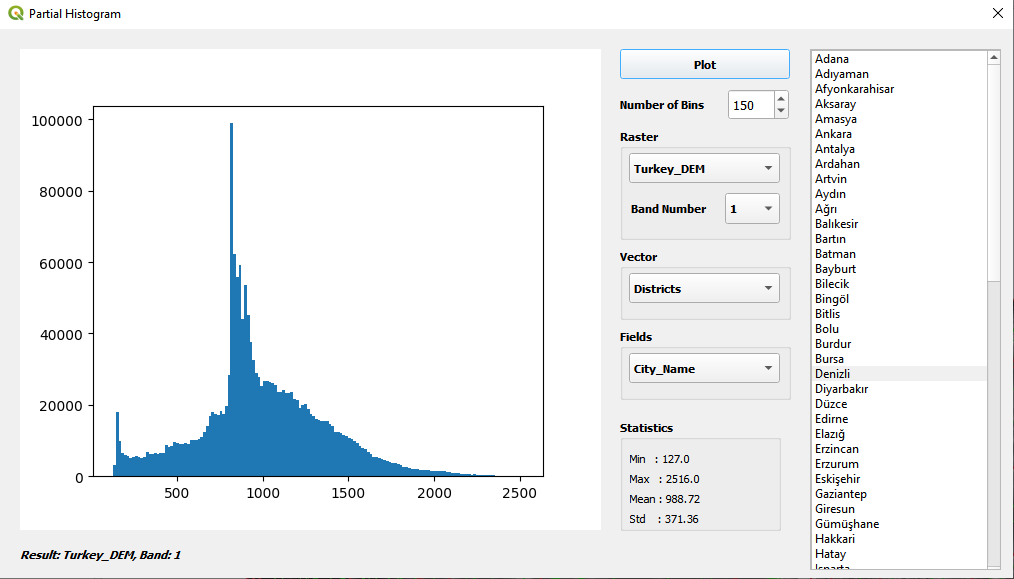 Partial Histogram
100000
80000
60000
40000
20000
0
500
1000
1500
2000
2500
Result: Turkey_DEM, Band: 1
Plot
Number of Bins 150
Raster
Turkey_DEM
Band Number 1
Vector
Districts
Fields
City_Name
Statistics
Min : 127.0
Max : 2516.0
Mean : 988.72
Std : 371.36
Adana
Adıyaman
Afyonkarahisar
Aksaray
Amasya
Ankara
Antalya
Ardahan
Artvin
Aydın
Ağrı
Balıkesir
Bartın
Batman
Bayburt
Bilecik
Bingöl
Bitlis
Bolu
Burdur
Bursa
Denizli
Diyarbakır
Düzce
Edirne
Elazığ
Erzincan
Erzurum
Eskişehir
Gaziantep
Giresun
Gümüşhane
Hakkari
Hatay
Isparta